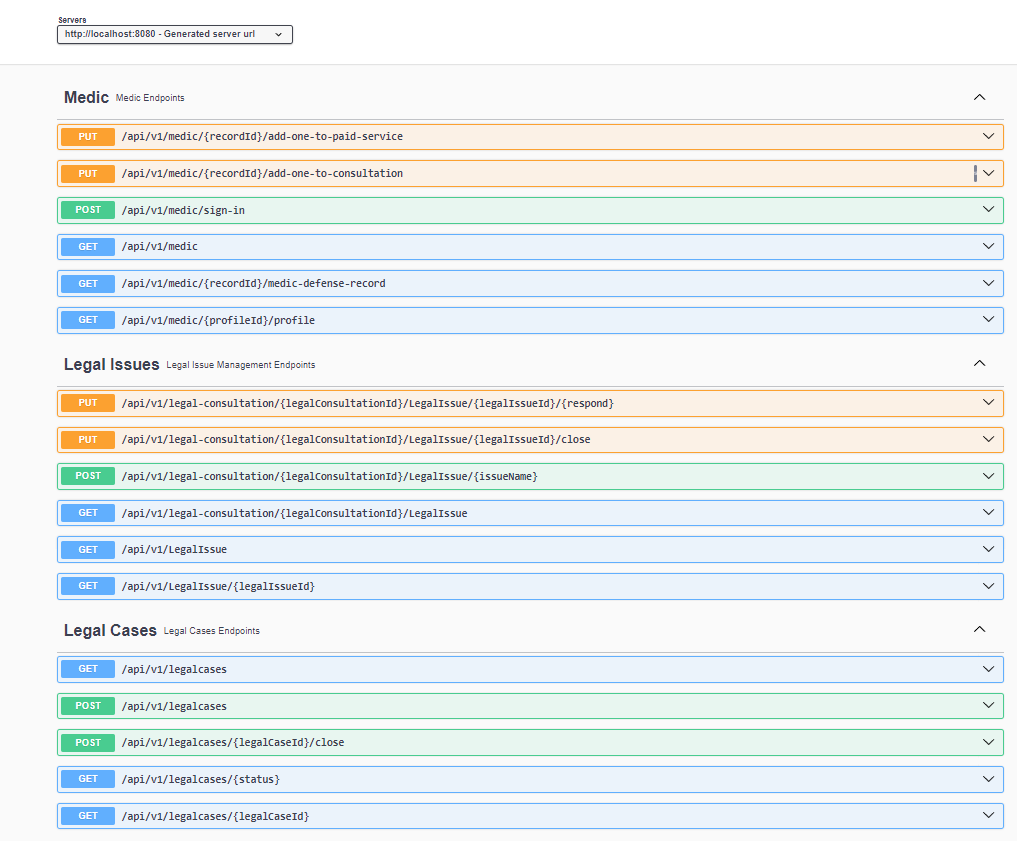 Servers
http://localhost:8080 - Generated server url
Medic Medic Endpoints
PUT /api/v1/medic/{recordId}/add-one-to-paid-service
PUT /api/v1/medic/{recordId}/add-one-to-consultation
POST /api/v1/medic/sign-in
GET /api/v1/medic
GET /api/v1/medic/{recordId}/medic-defense-record
GET /api/v1/medic/{profileId}/profile
Legal Issues Legal Issue Management Endpoints
PUT /api/v1/legal-consultation/{legalConsultationId}/LegalIssue/{legalIssueId}/{respond}
PUT /api/v1/legal-consultation/{legalConsultationId}/LegalIssue/{legalIssueId}/close
POST /api/v1/legal-consultation/{legalConsultationId}/LegalIssue/{issueName}
GET /api/v1/legal-consultation/{legalConsultationId}/LegalIssue
GET /api/v1/LegalIssue
GET /api/v1/LegalIssue/{legalIssueId}
Legal Cases Legal Cases Endpoints
GET /api/v1/legalcases
POST /api/v1/legalcases
POST /api/v1/legalcases/{legalCaseId}/close
GET /api/v1/legalcases/{status}
GET /api/v1/legalcases/{legalCaseId}